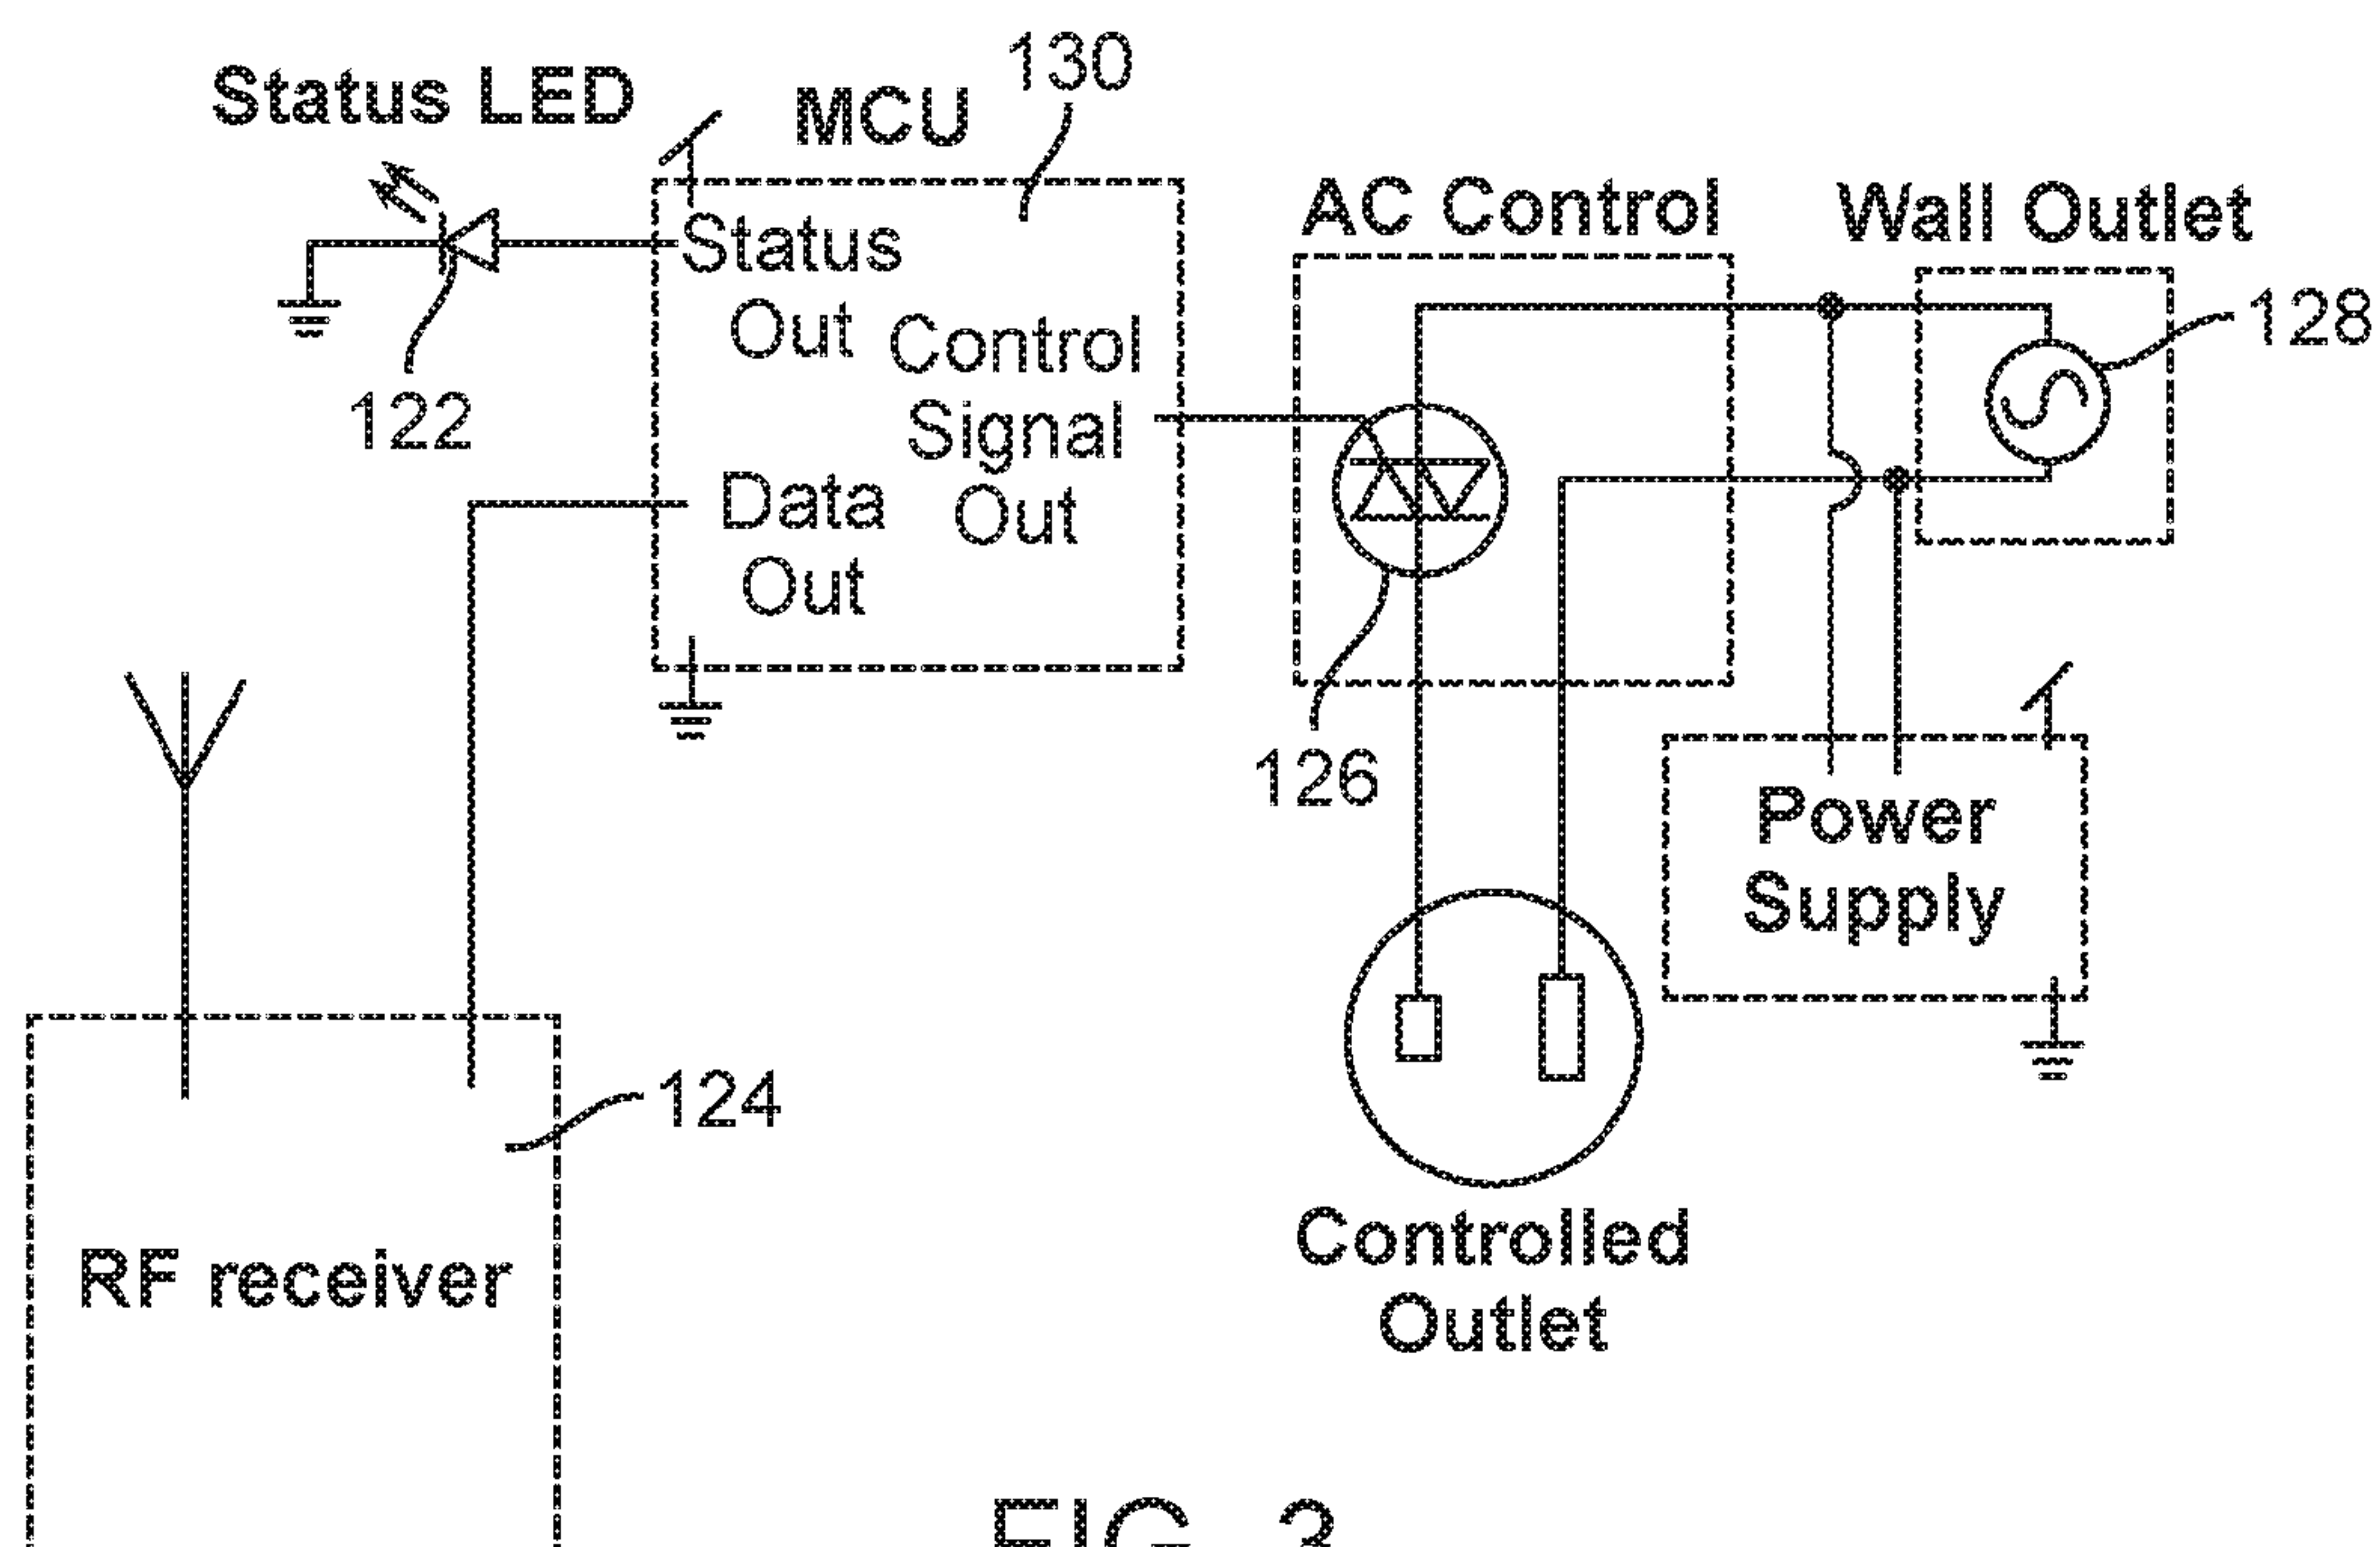 Status LED
MCU
130
Status
Out
Control
Signal
Out
122
Data
Out
AC Control
Wall Outlet
128
126
Power
Supply
124
RF receiver
Controlled
Outlet